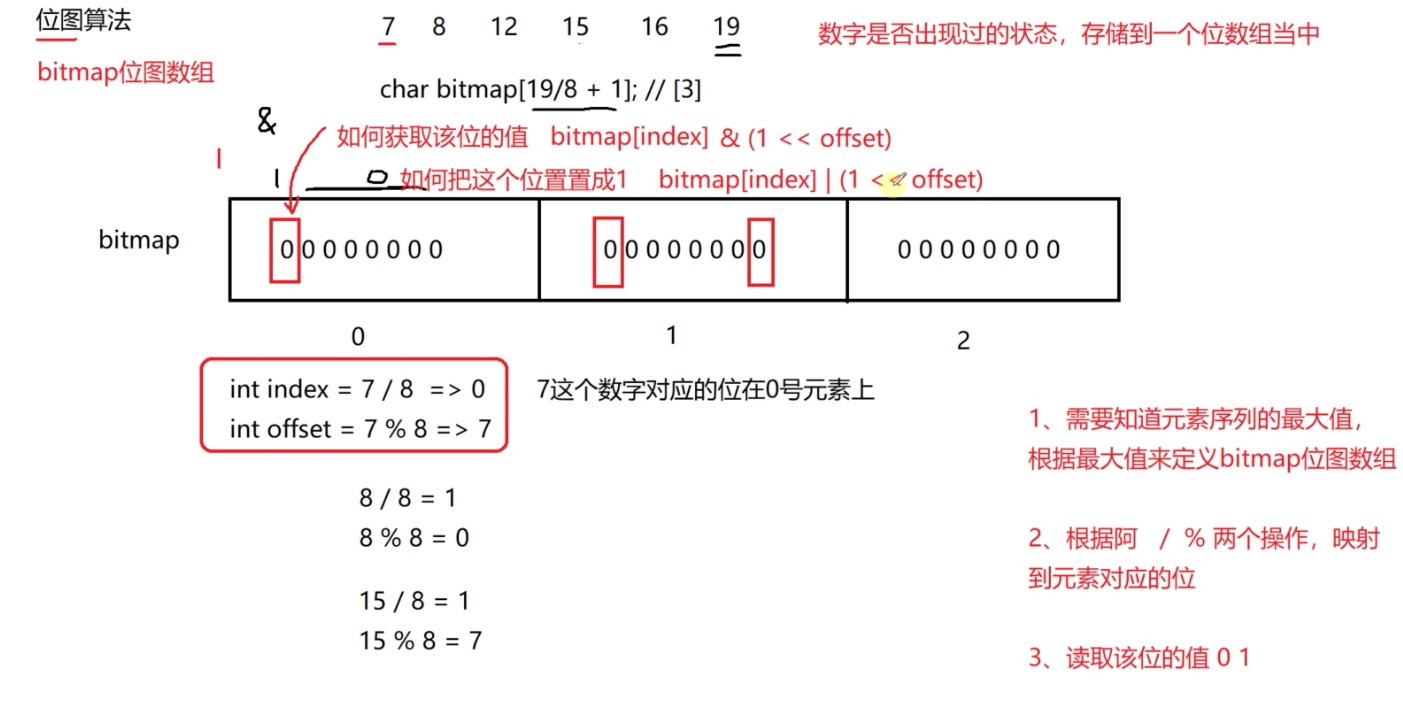 位图算法
7 8 12 15 16 19
数字是否出现过的状态，存储到一个位数组当中
bitmap位图数组
char bitmap[19/8 + 1]; // [3]
&
如何获取该位的值 bitmap[index] & (1 << offset)
1 0
如何把这个位置置成1 bitmap[index] | (1 << offset)
bitmap
0 0 0 0 0 0 0 0
0 0 0 0 0 0 0 0
0 0 0 0 0 0 0 0
0 1 2
int index = 7 / 8 => 0
int offset = 7 % 8 => 7
7这个数字对应的位在0号元素上
8 / 8 = 1
8 % 8 = 0
15 / 8 = 1
15 % 8 = 7
1、需要知道元素序列的最大值，
根据最大值来定义bitmap位图数组
2、根据阿 / % 两个操作，映射
到元素对应的位
3、读取该位的值 0 1